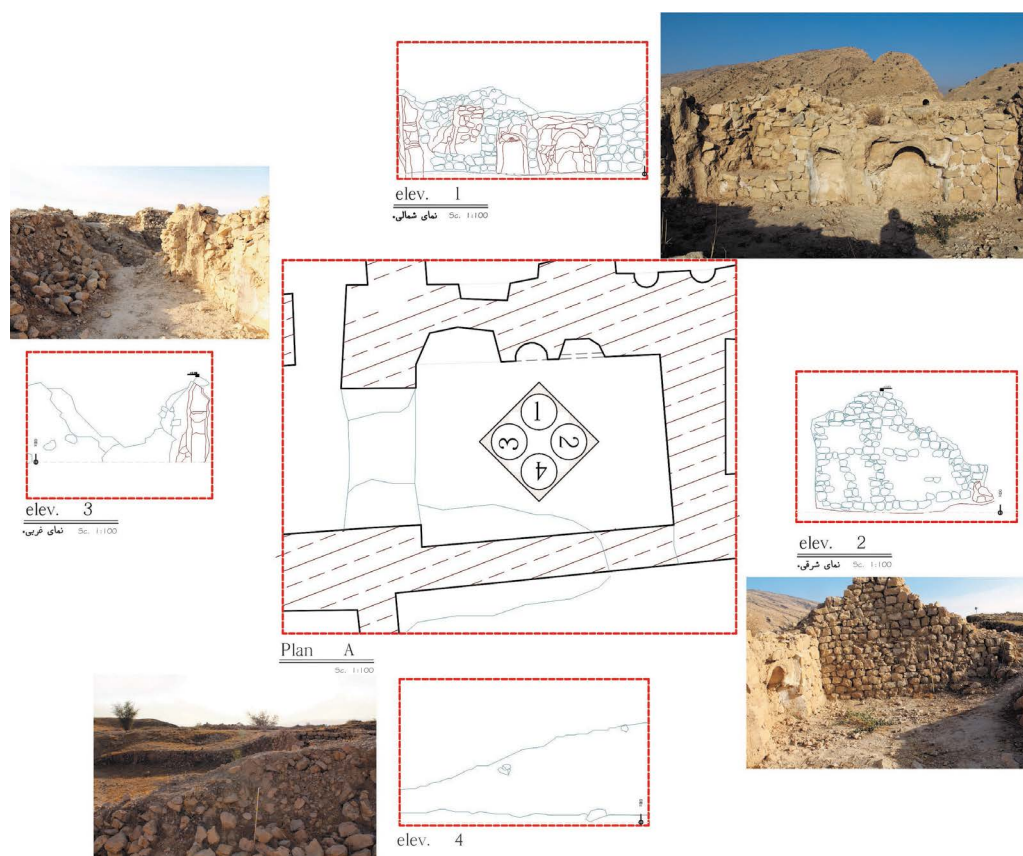 elev. 1
نمای شمالی. Sc. 1:100
elev. 3
نمای غربی. Sc. 1:100
1
2
3
4
elev. 2
نمای شرقی. Sc. 1:100
Plan A
Sc. 1:100
elev. 4